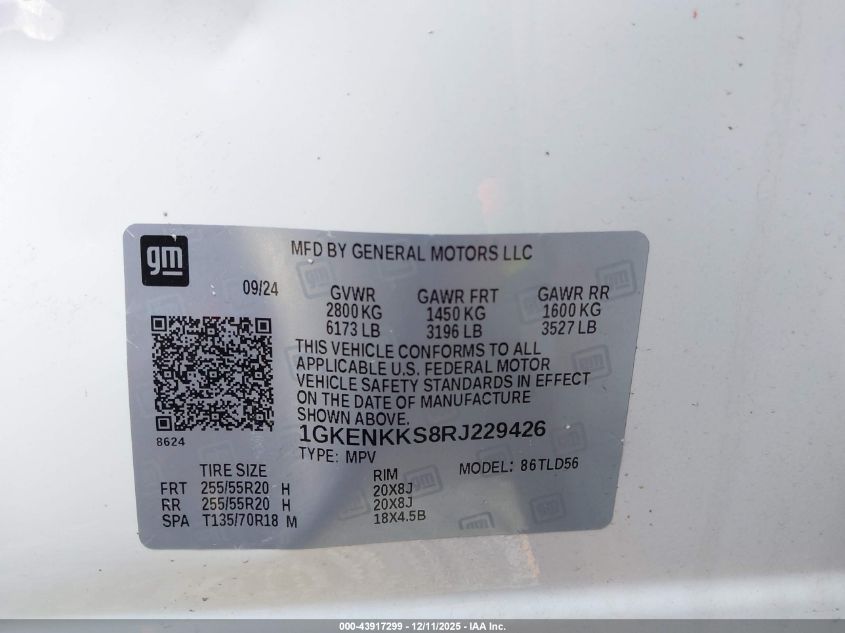 gm
MFD BY GENERAL MOTORS LLC
09/24
GVWR GAWR FRT GAWR RR
2800 KG 1450 KG 1600 KG
6173 LB 3196 LB 3527 LB
THIS VEHICLE CONFORMS TO ALL
APPLICABLE U.S. FEDERAL MOTOR
VEHICLE SAFETY STANDARDS IN EFFECT
ON THE DATE OF MANUFACTURE
SHOWN ABOVE.
8624
1GKENKKS8RJ229426
TYPE: MPV
MODEL: 86TLD56
TIRE SIZE RIM
FRT 255/55R20 H 20X8J
RR 255/55R20 H 20X8J
SPA T135/70R18 M 18X4.5B
000-43917299 - 12/11/2025 - IAA Inc.